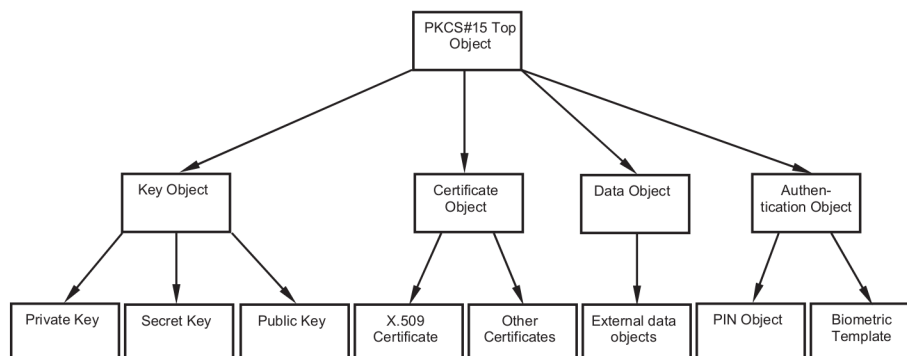 PKCS#15 Top
Object
Key Object
Certificate
Object
Data Object
Authen-
tication Object
Private Key
Secret Key
Public Key
X.509
Certificate
Other
Certificates
External data
objects
PIN Object
Biometric
Template